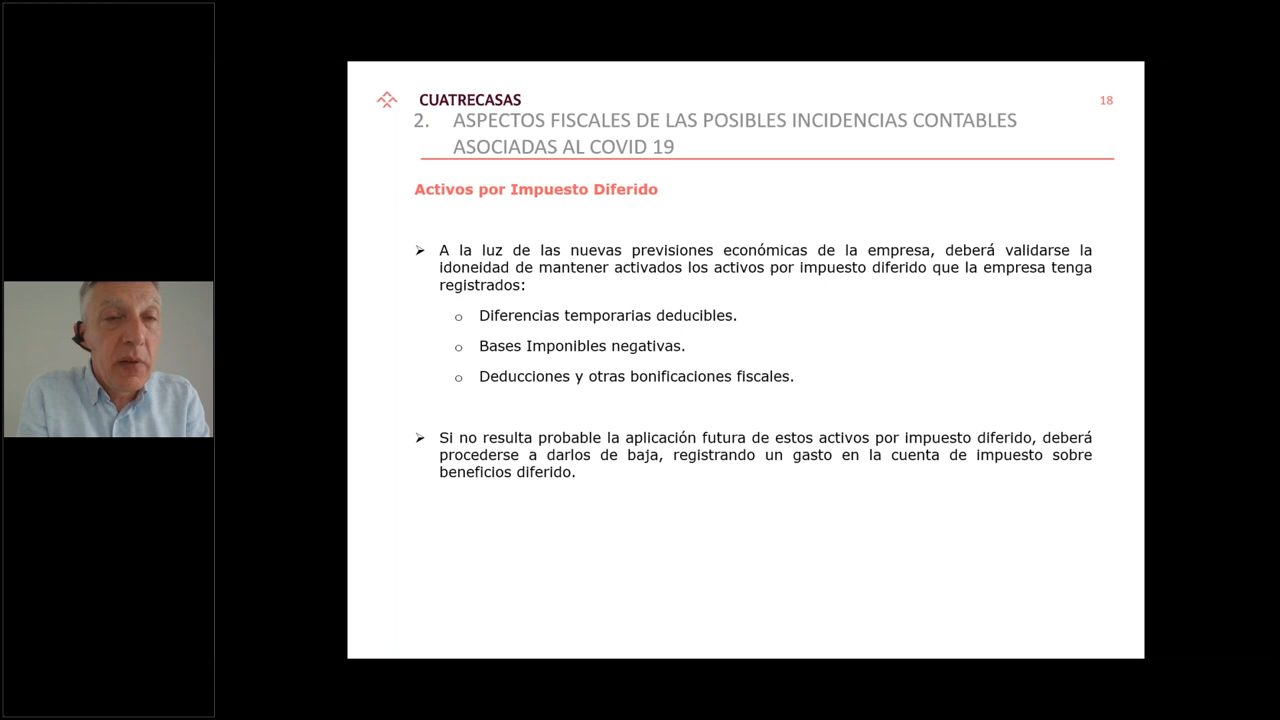 CUATRECASAS
18
2. ASPECTOS FISCALES DE LAS POSIBLES INCIDENCIAS CONTABLES
ASOCIADAS AL COVID 19
Activos por Impuesto Diferido
➢ A la luz de las nuevas previsiones económicas de la empresa, deberá validarse la
idoneidad de mantener activados los activos por impuesto diferido que la empresa tenga
registrados:
o Diferencias temporarias deducibles.
o Bases Imponibles negativas.
o Deducciones y otras bonificaciones fiscales.
➢ Si no resulta probable la aplicación futura de estos activos por impuesto diferido, deberá
procederse a darlos de baja, registrando un gasto en la cuenta de impuesto sobre
beneficios diferido.